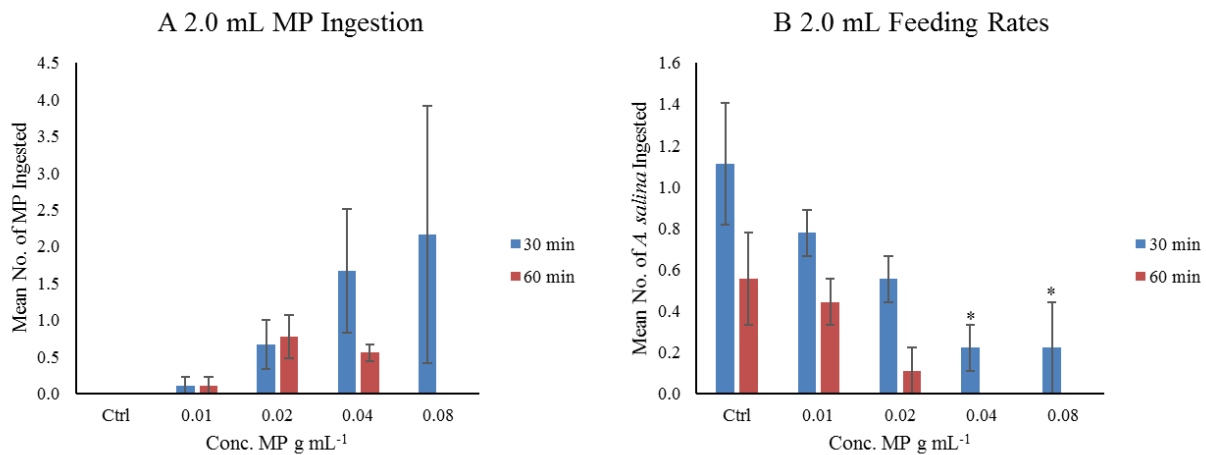 A 2.0 mL MP Ingestion
Mean No. of MP Ingested
4.5
4.0
3.5
3.0
2.5
2.0
1.5
1.0
0.5
0.0
Ctrl 0.01 0.02 0.04 0.08
Conc. MP g mL⁻¹
30 min
60 min
B 2.0 mL Feeding Rates
Mean No. of A. salina Ingested
1.6
1.4
1.2
1.0
0.8
0.6
0.4
0.2
0.0
* *
Ctrl 0.01 0.02 0.04 0.08
Conc. MP g mL⁻¹
30 min
60 min